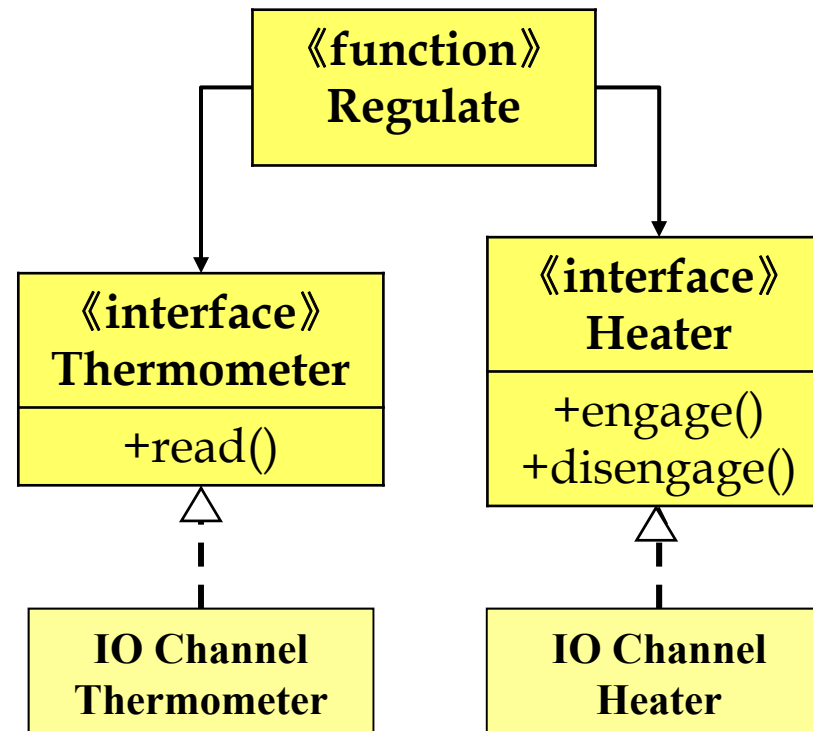 《function》
Regulate
《interface》
Thermometer
+read()
《interface》
Heater
+engage()
+disengage()
IO Channel
Thermometer
IO Channel
Heater